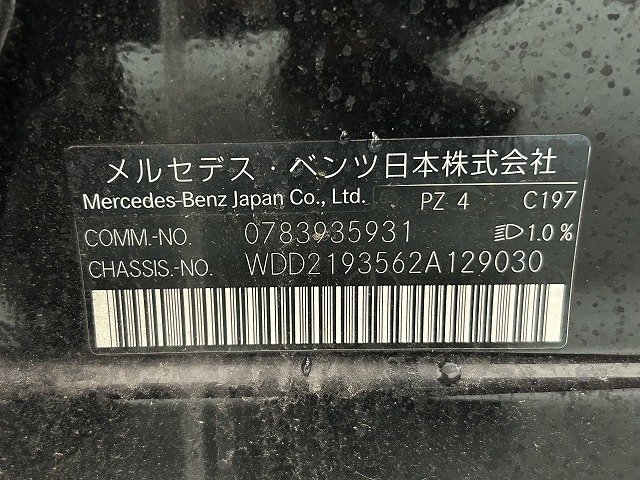 メルセデス・ベンツ日本株式会社
Mercedes-Benz Japan Co., Ltd. PZ 4 C197
COMM.-NO. 0783935931 1.0 %
CHASSIS.-NO. WDD2193562A129030